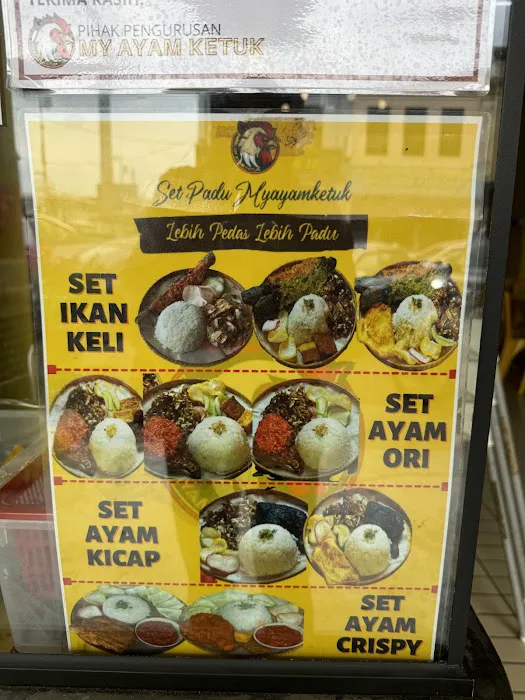 TERIMA KASIH,
PIHAK PENGURUSAN
MY AYAM KETUK
Set Padu Myayamketuk
Lebih Pedas Lebih Padu
SET
IKAN
KELI
SET
AYAM
ORI
SET
AYAM
KICAP
SET
AYAM
CRISPY